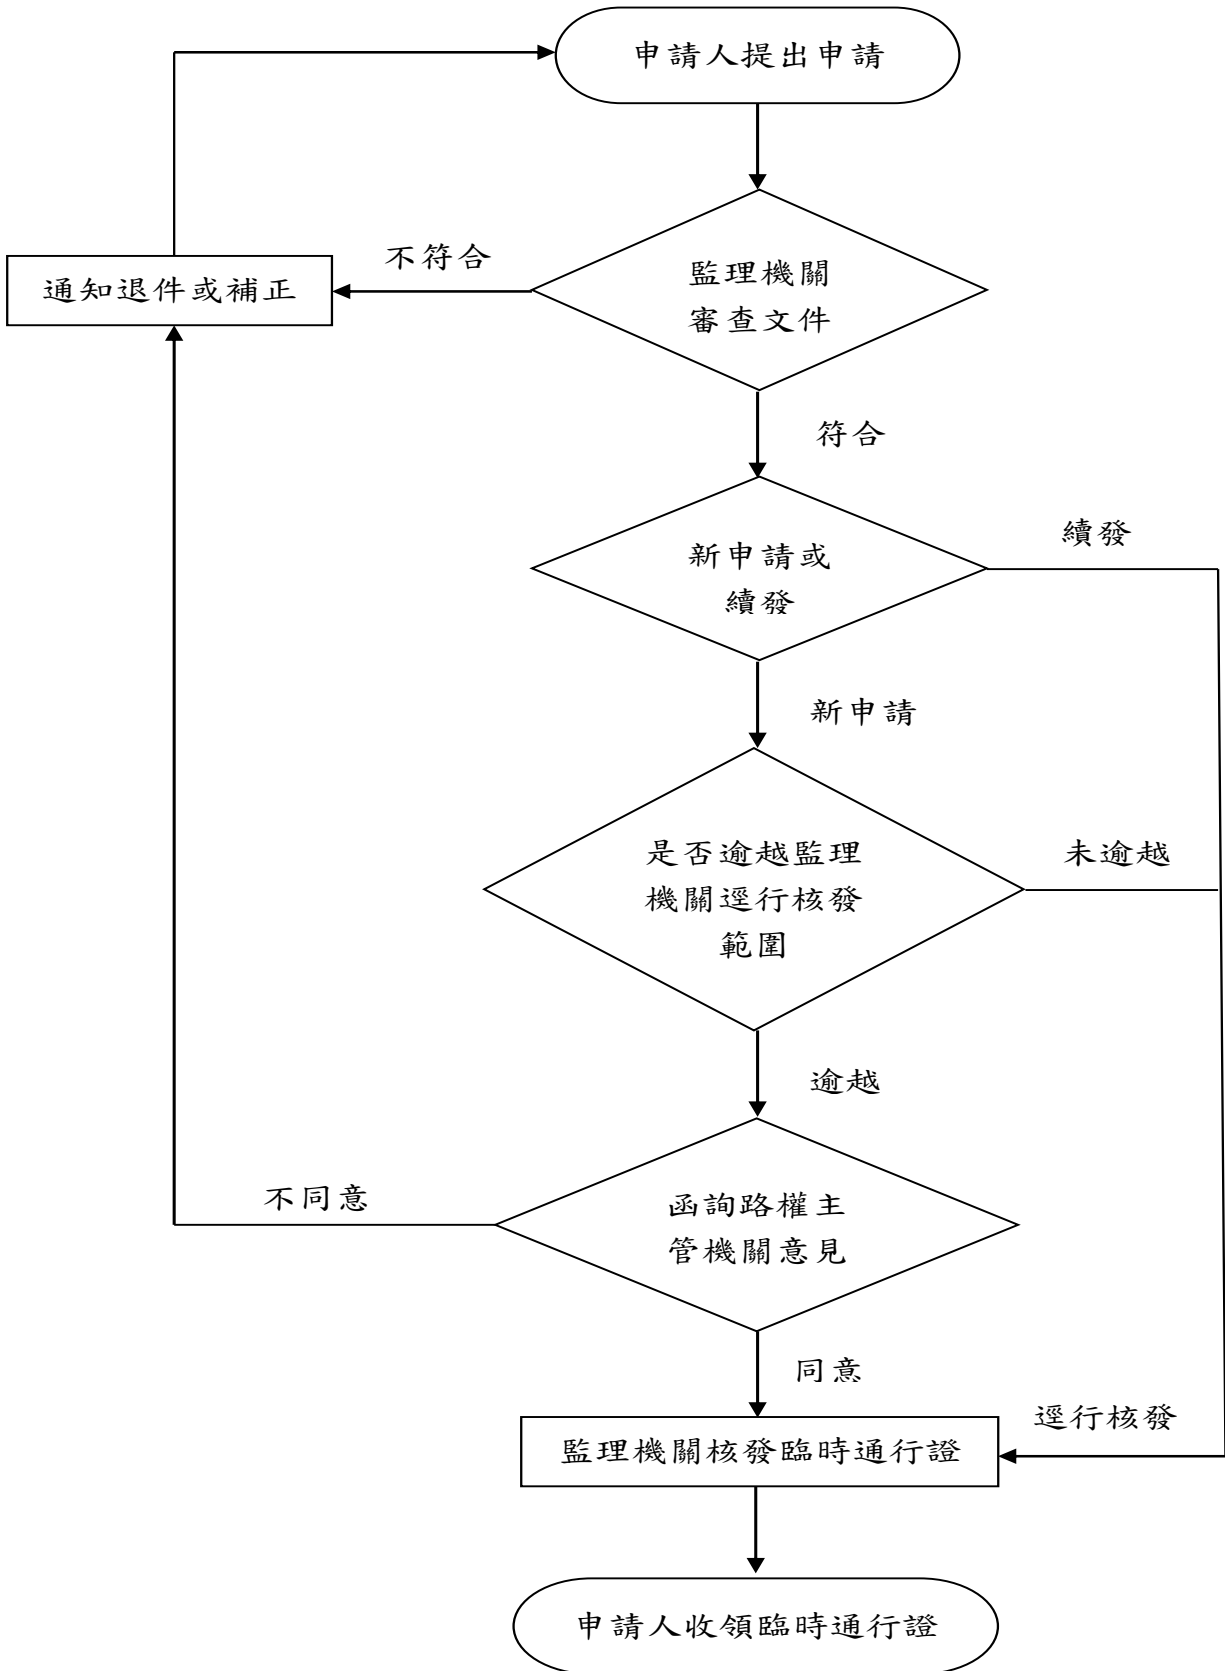 申請人提出申請
不符合
通知退件或補正
監理機關
審查文件
符合
續發
新申請或
續發
新申請
是否逾越監理
機關逕行核發
範圍
未逾越
逾越
不同意
函詢路權主
管機關意見
同意
逕行核發
監理機關核發臨時通行證
申請人收領臨時通行證